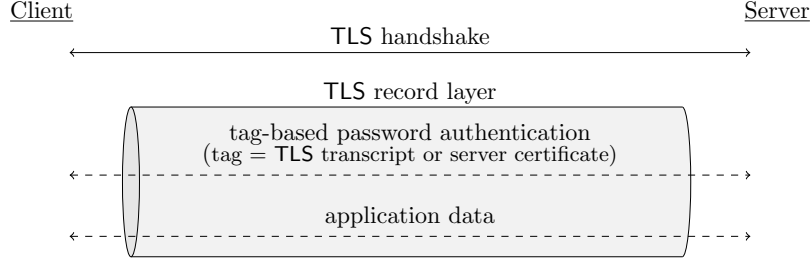 Client
Server
TLS handshake
TLS record layer
tag-based password authentication
(tag = TLS transcript or server certificate)
application data